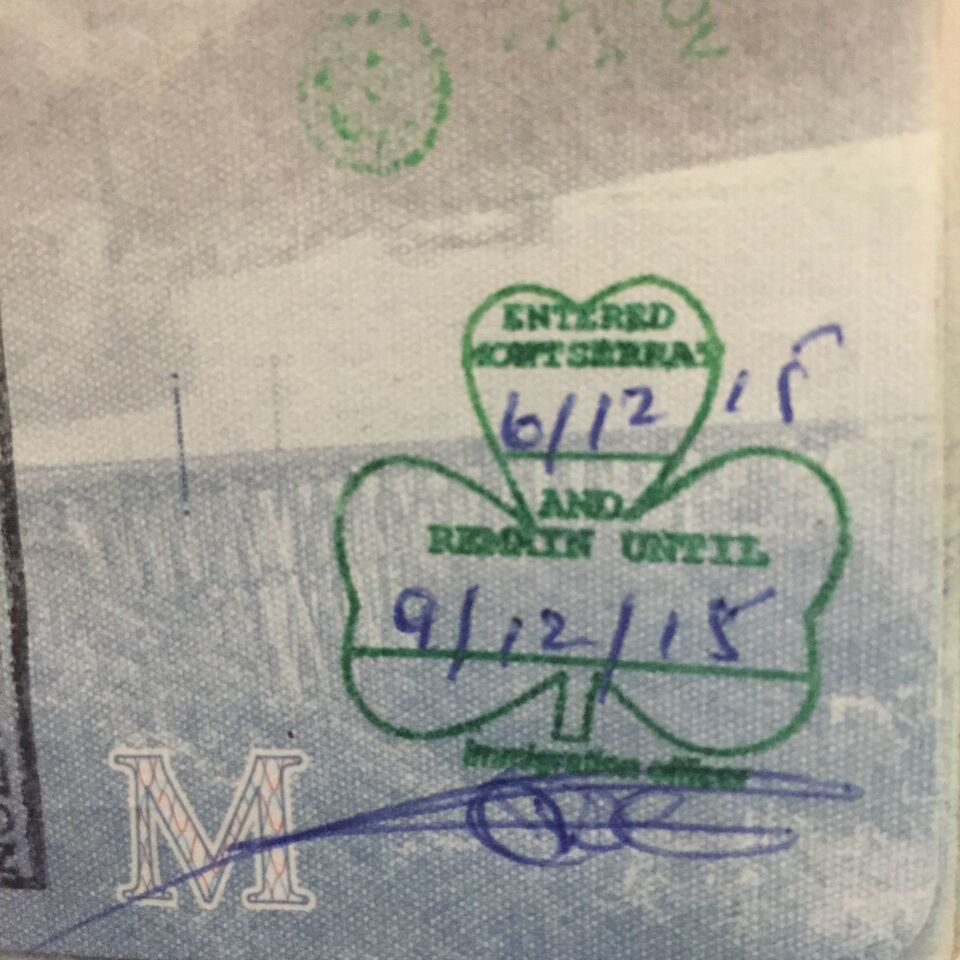 ENTERED
MONTSERRAT
6/12/15
AND
REMAIN UNTIL
9/12/15
Immigration officer
M